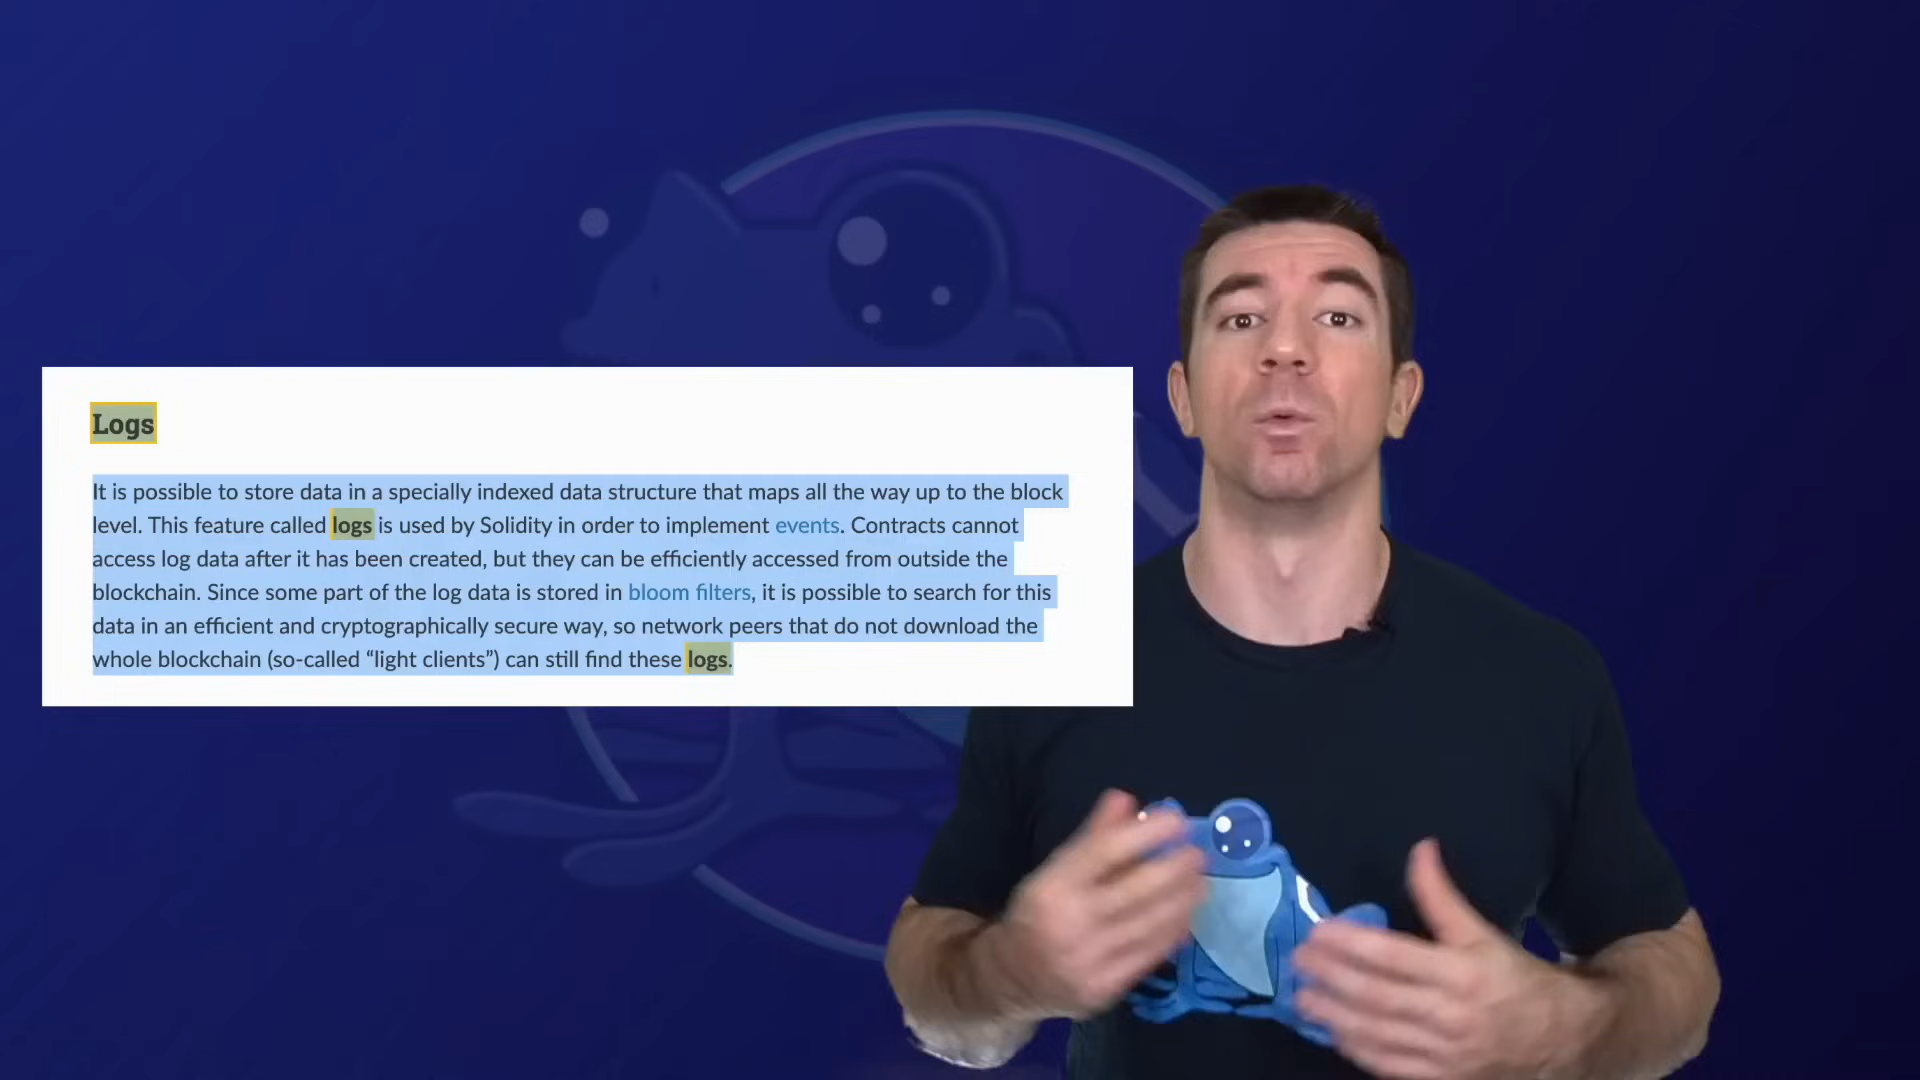 Logs
It is possible to store data in a specially indexed data structure that maps all the way up to the block
level. This feature called logs is used by Solidity in order to implement events. Contracts cannot
access log data after it has been created, but they can be efficiently accessed from outside the
blockchain. Since some part of the log data is stored in bloom filters, it is possible to search for this
data in an efficient and cryptographically secure way, so network peers that do not download the
whole blockchain (so-called “light clients”) can still find these logs.